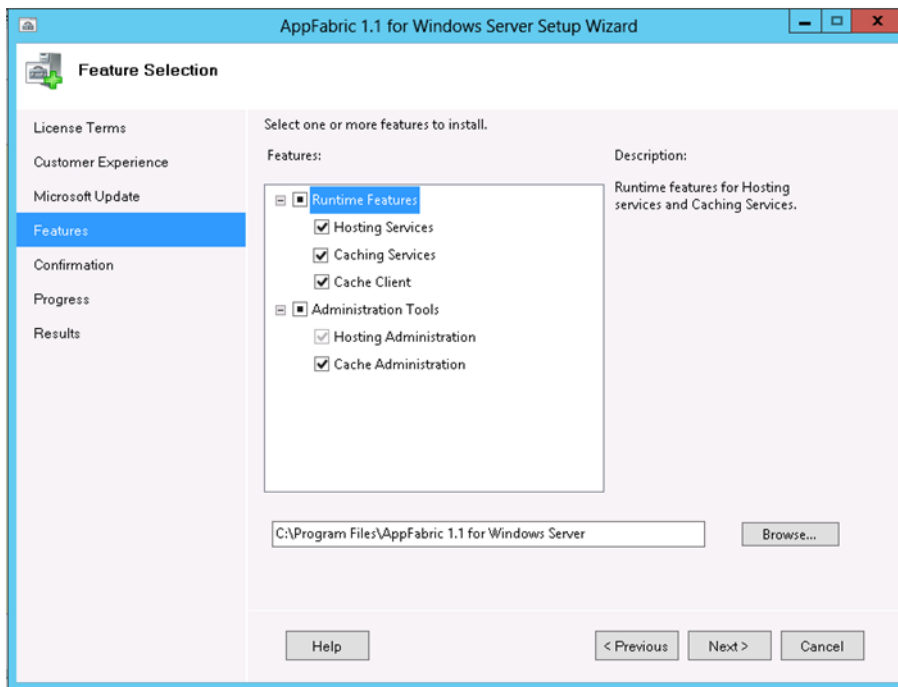 AppFabric 1.1 for Windows Server Setup Wizard
Feature Selection
License Terms
Customer Experience
Microsoft Update
Features
Confirmation
Progress
Results
Select one or more features to install.
Features:
Runtime Features
Hosting Services
Caching Services
Cache Client
Administration Tools
Hosting Administration
Cache Administration
Description:
Runtime features for Hosting
services and Caching Services.
C:\Program Files\AppFabric 1.1 for Windows Server
Browse...
Help
< Previous
Next >
Cancel